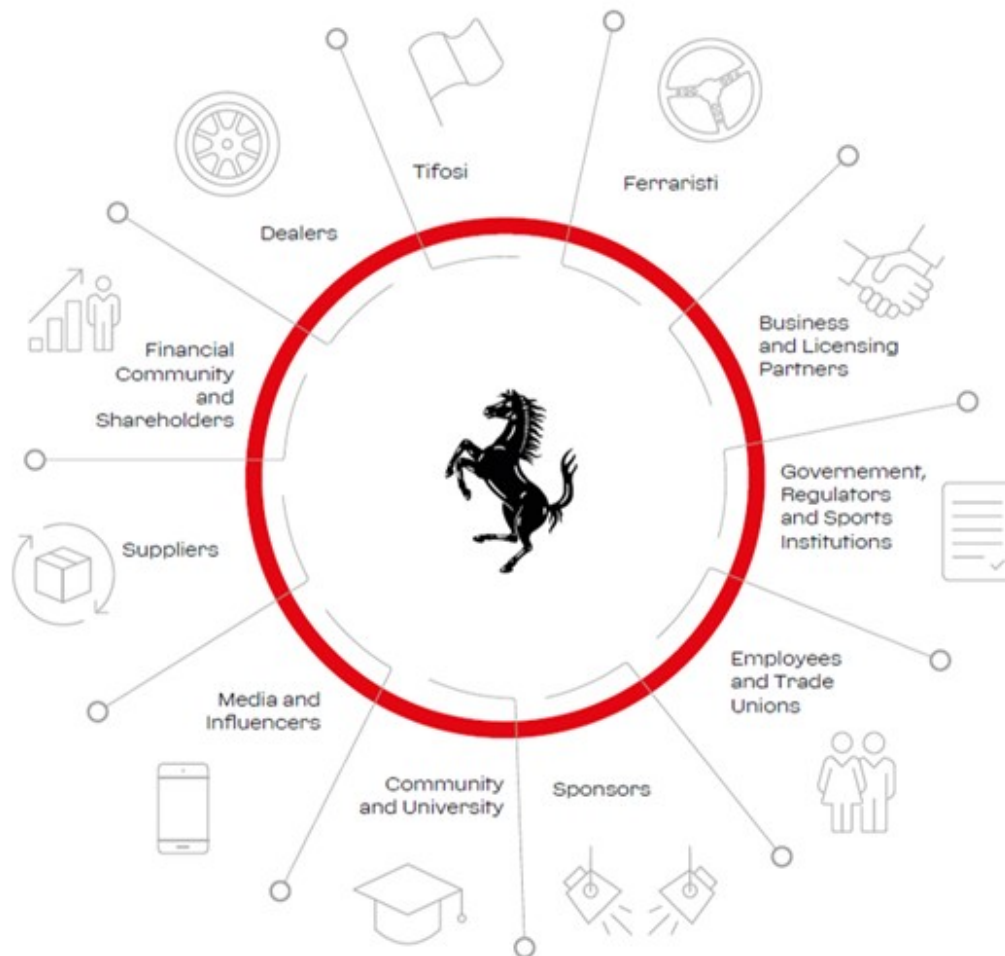 Tifosi
Ferraristi
Business
and Licensing
Partners
Governement,
Regulators
and Sports
Institutions
Employees
and Trade
Unions
Sponsors
Community
and University
Media and
Influencers
Suppliers
Financial
Community
and
Shareholders
Dealers